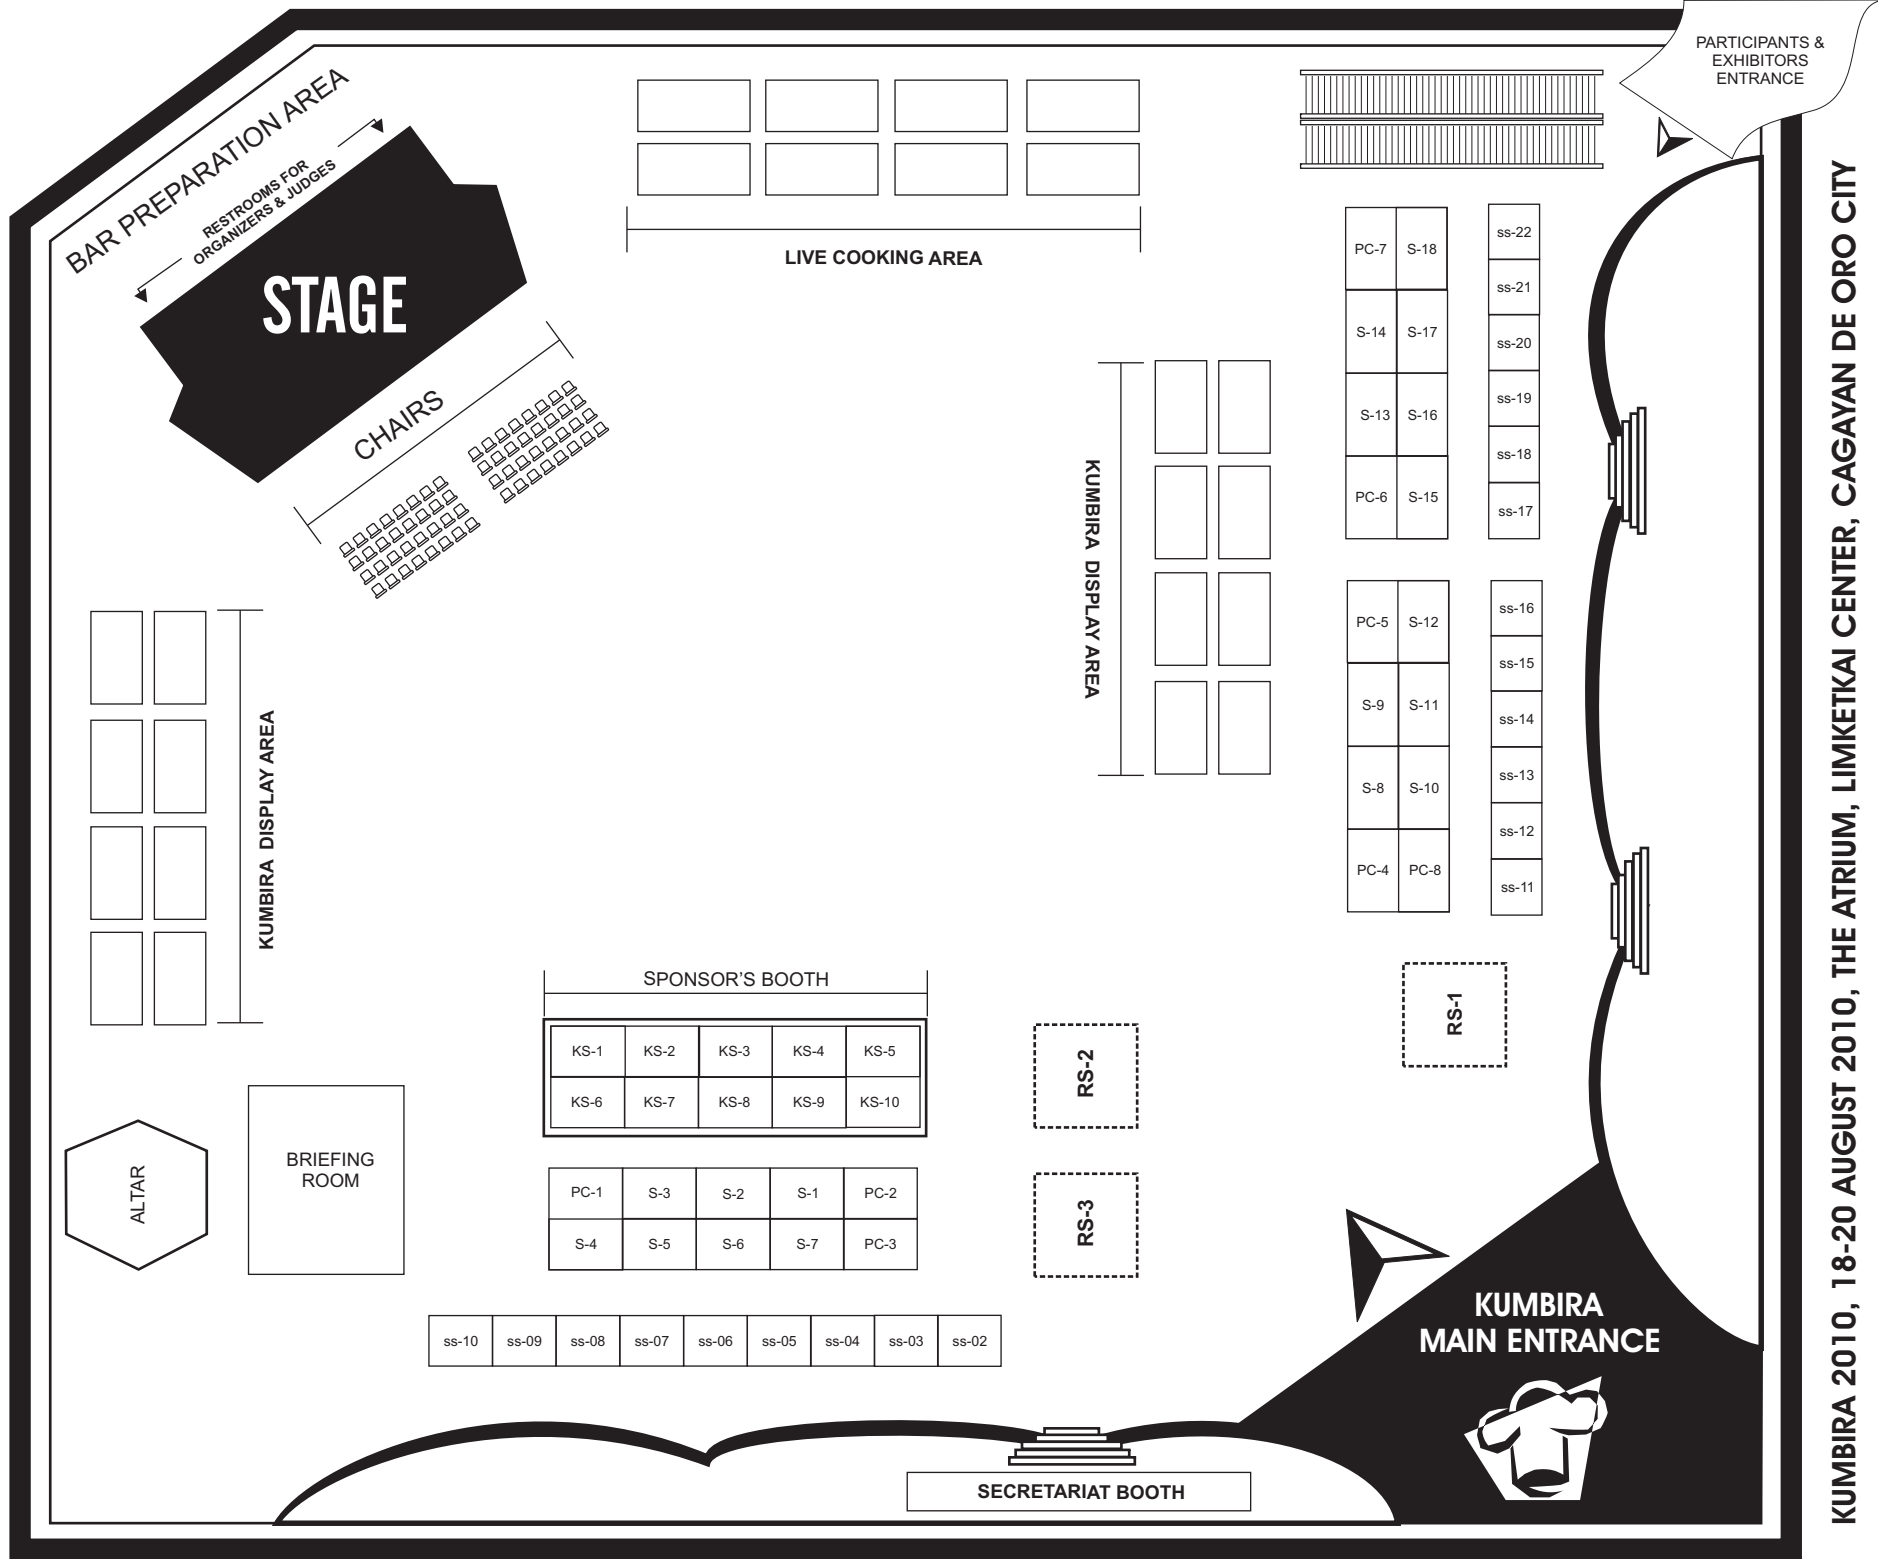 PARTICIPANTS &
EXHIBITORS
ENTRANCE
BAR PREPARATION AREA
RESTROOMS FOR
ORGANIZERS & JUDGES
STAGE
CHAIRS
LIVE COOKING AREA
PC-7 S-18
S-14 S-17
S-13 S-16
PC-6 S-15
ss-22
ss-21
ss-20
ss-19
ss-18
ss-17
KUMBIRA DISPLAY AREA
PC-5 S-12
S-9 S-11
S-8 S-10
PC-4 PC-8
ss-16
ss-15
ss-14
ss-13
ss-12
ss-11
KUMBIRA DISPLAY AREA
SPONSOR'S BOOTH
KS-1 KS-2 KS-3 KS-4 KS-5
KS-6 KS-7 KS-8 KS-9 KS-10
RS-1
RS-2
RS-3
ALTAR
BRIEFING
ROOM
PC-1 S-3 S-2 S-1 PC-2
S-4 S-5 S-6 S-7 PC-3
ss-10 ss-09 ss-08 ss-07 ss-06 ss-05 ss-04 ss-03 ss-02
KUMBIRA
MAIN ENTRANCE
SECRETARIAT BOOTH
KUMBIRA 2010, 18-20 AUGUST 2010, THE ATRIUM, LIMKETKAI CENTER, CAGAYAN DE ORO CITY